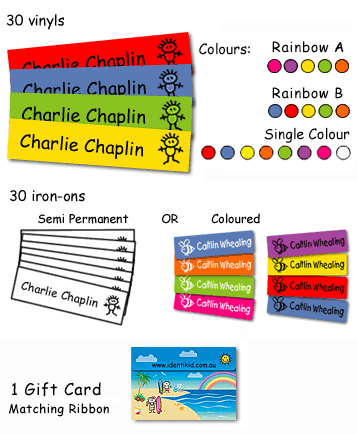 30 vinyls
Colours:
Rainbow A
Rainbow B
Single Colour
Charlie Chaplin
Charlie Chaplin
Charlie Chaplin
Charlie Chaplin
30 iron-ons
Semi Permanent
OR
Coloured
Charlie Chaplin
Caitlin Whealing
Caitlin Whealing
Caitlin Whealing
Caitlin Whealing
Caitlin Whealing
Caitlin Whealing
Caitlin Whealing
Caitlin Whealing
1 Gift Card
Matching Ribbon
www.identikid.com.au